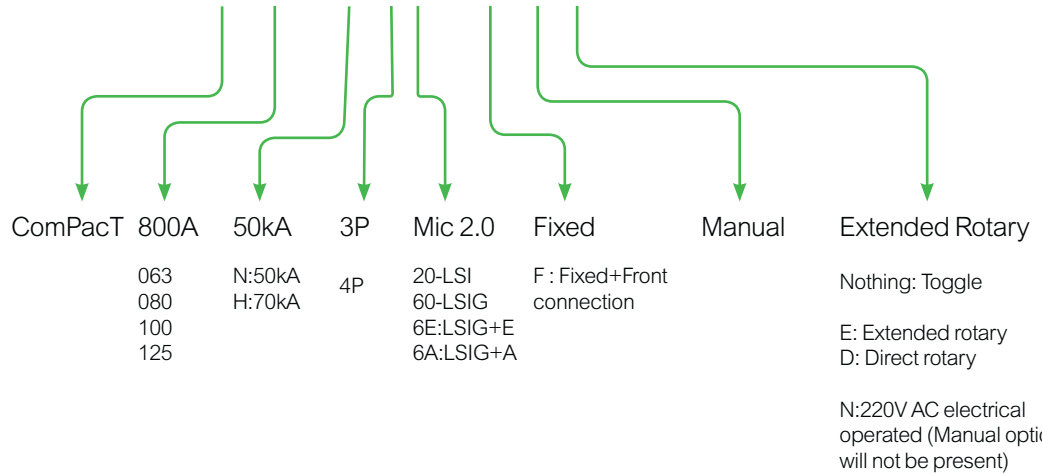 ComPacT 800A 50kA 3P Mic 2.0 Fixed Manual Extended Rotary
063
080
100
125
N:50kA
H:70kA
4P
20-LSI
60-LSIG
6E:LSIG+E
6A:LSIG+A
F : Fixed+Front
connection
Nothing: Toggle
E: Extended rotary
D: Direct rotary
N:220V AC electrical
operated (Manual optio
will not be present)